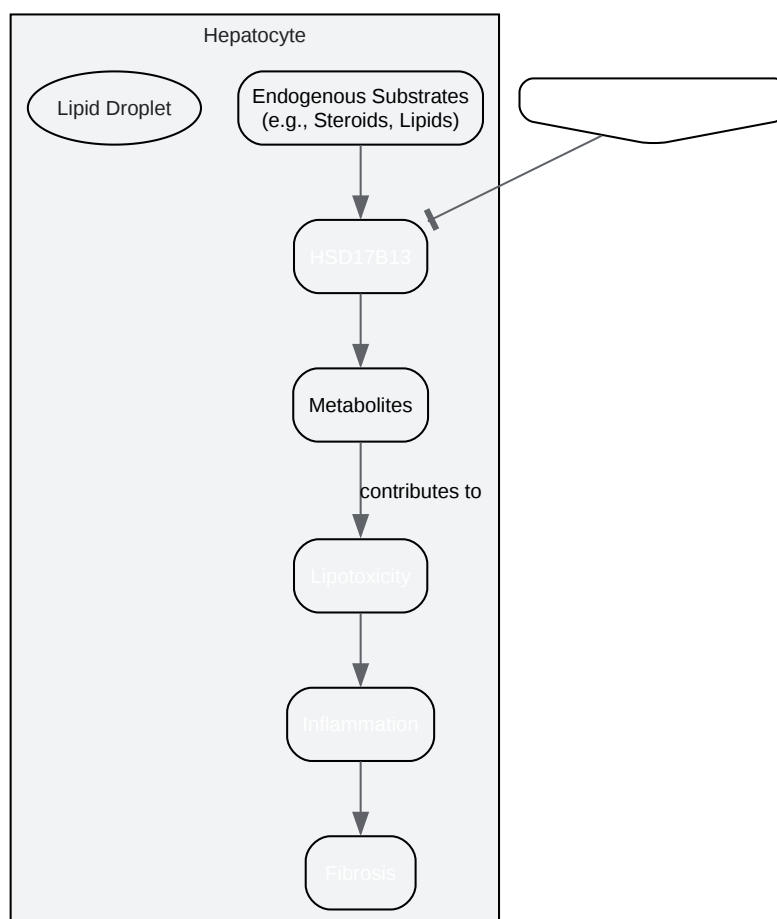 Hepatocyte
Lipid Droplet
Endogenous Substrates
(e.g., Steroids, Lipids)
HSD17B13
Metabolites
contributes to
Lipotoxicity
Inflammation
Fibrosis